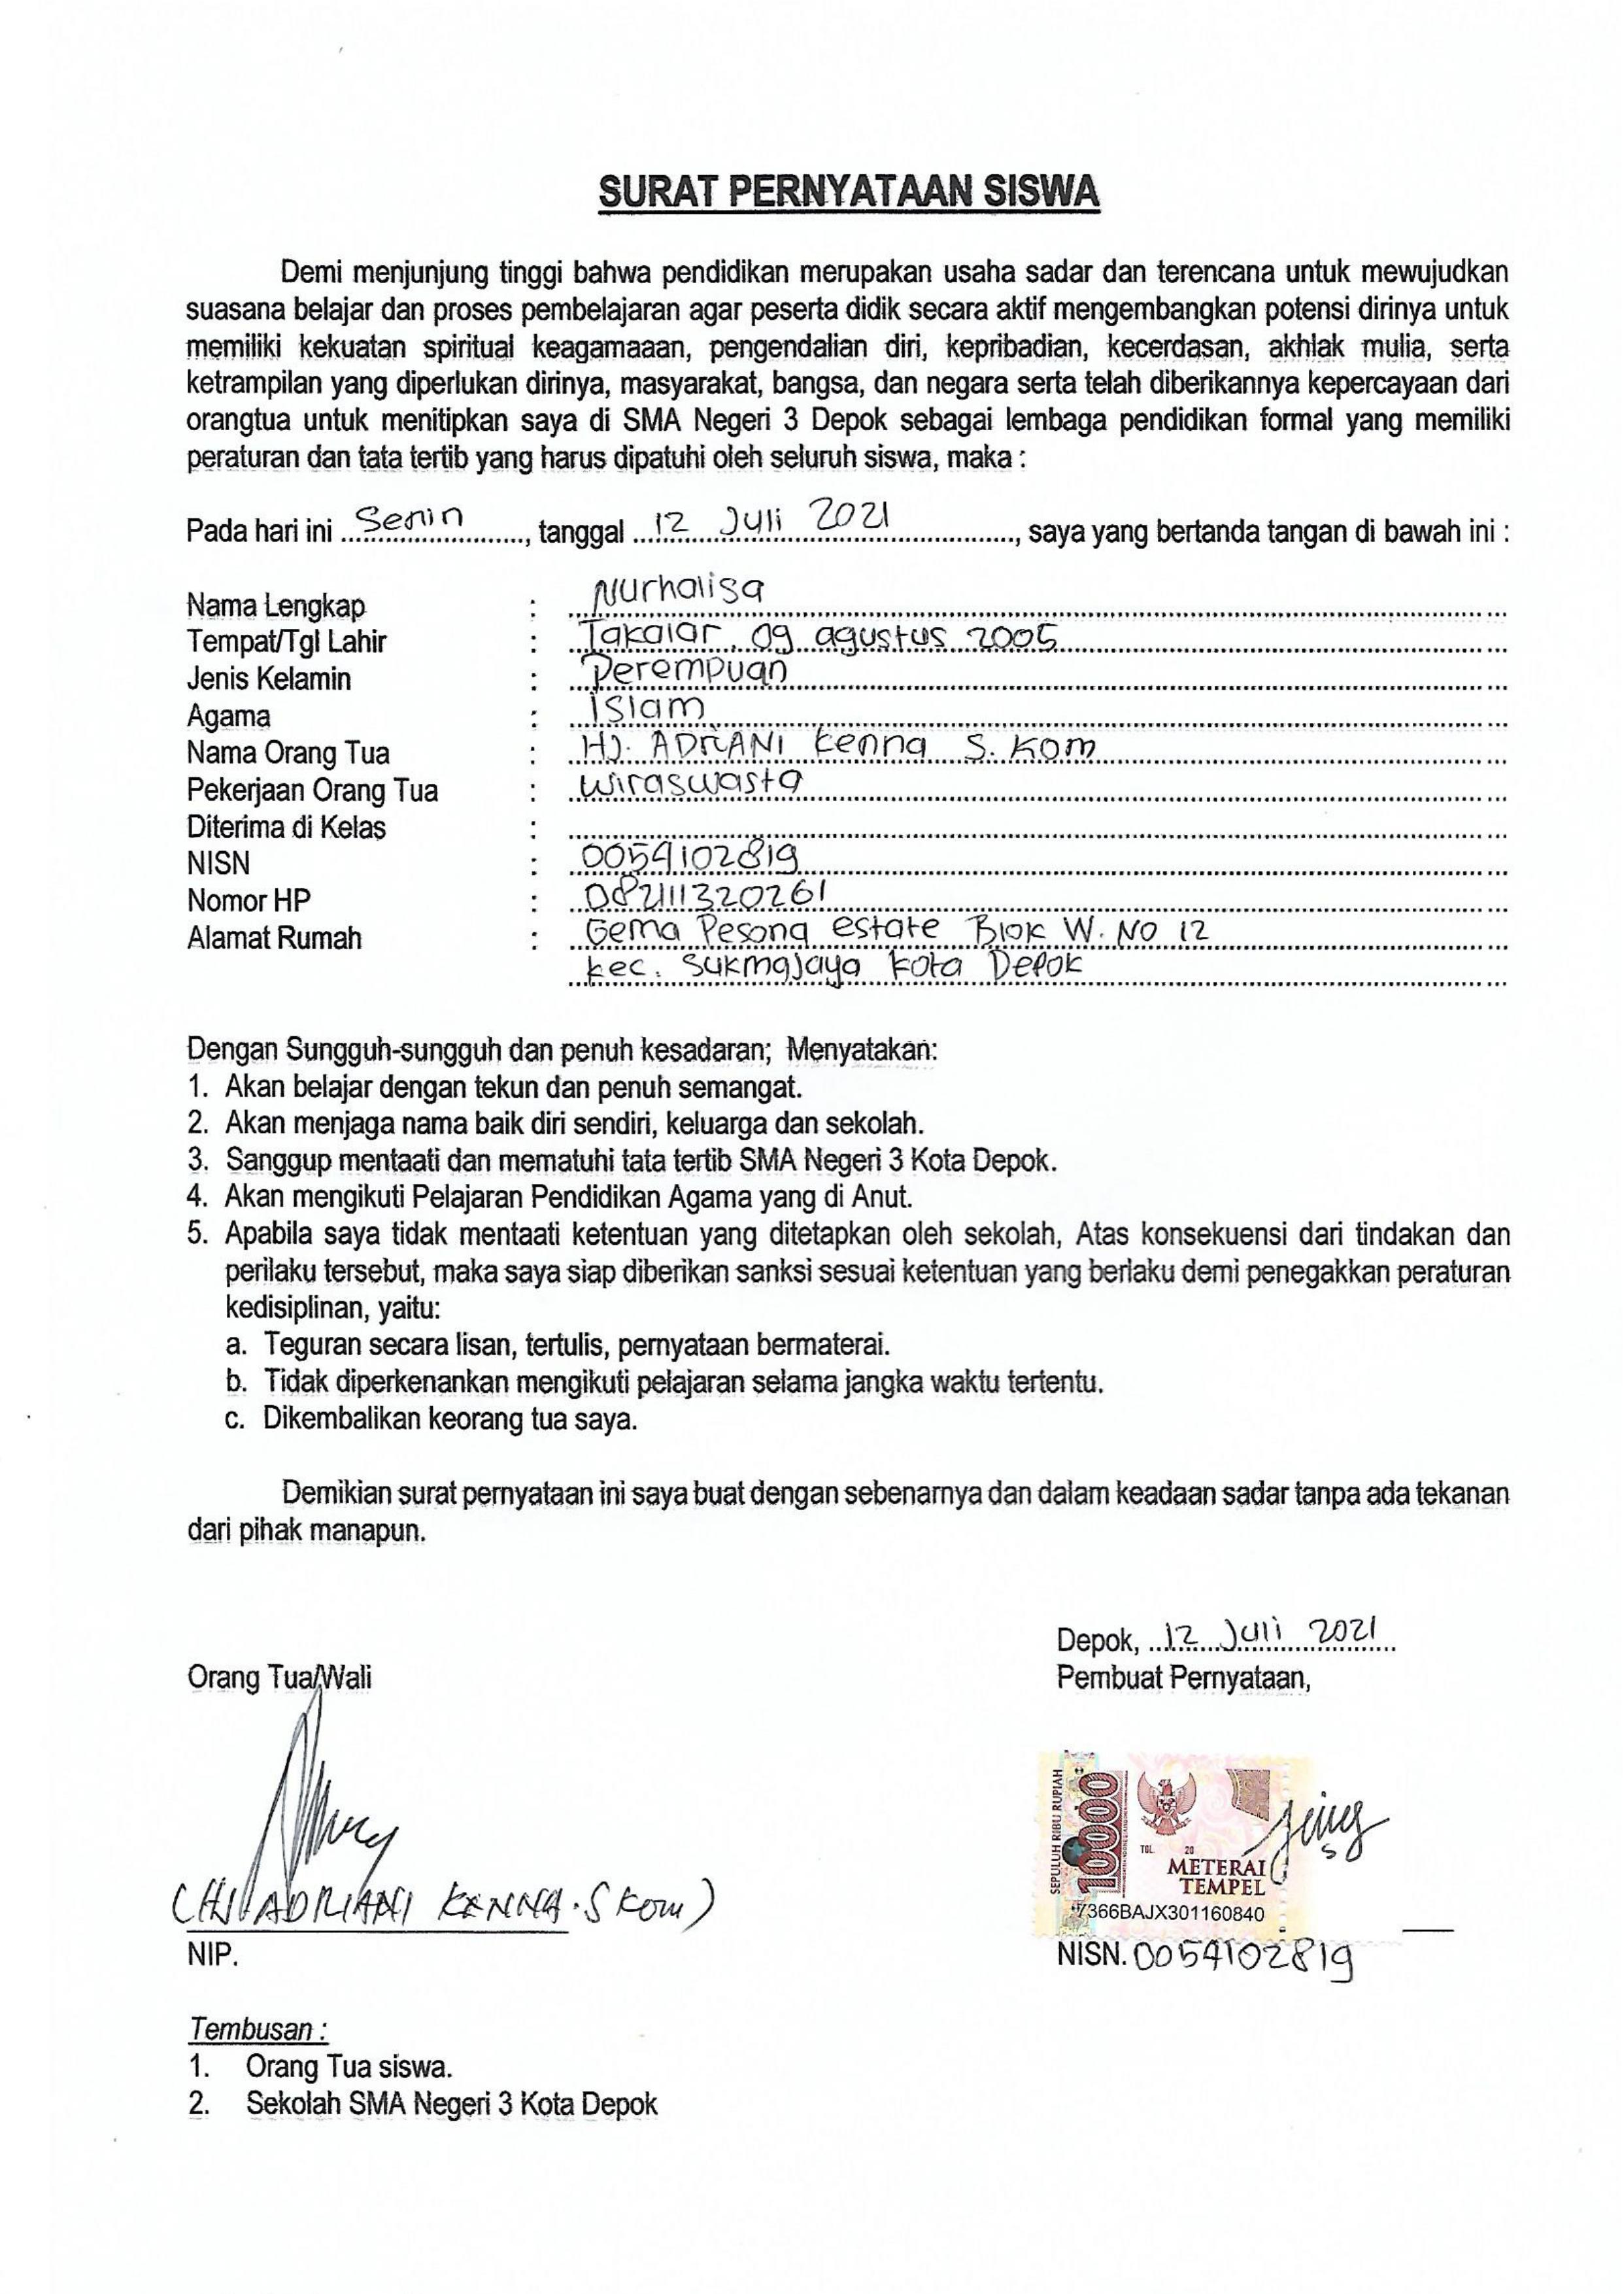 SURAT PERNYATAAN SISWA
Demi menjunjung tinggi bahwa pendidikan merupakan usaha sadar dan terencana untuk mewujudkan
suasana belajar dan proses pembelajaran agar peserta didik secara aktif mengembangkan potensi dirinya untuk
memiliki kekuatan spiritual keagamaaan, pengendalian diri, kepribadian, kecerdasan, akhlak mulia, serta
ketrampilan yang diperlukan dirinya, masyarakat, bangsa, dan negara serta telah diberikannya kepercayaan dari
orangtua untuk menitipkan saya di SMA Negeri 3 Depok sebagai lembaga pendidikan formal yang memiliki
peraturan dan tata tertib yang harus dipatuhi oleh seluruh siswa, maka :
Pada hari ini Senin, tanggal 12 Juli 2021, saya yang bertanda tangan di bawah ini :
Nama Lengkap : Nurhalisa
Tempat/Tgl Lahir : Takalar, 09 agustus 2005
Jenis Kelamin : Perempuan
Agama : Islam
Nama Orang Tua : HJ. ADRIANI kenna S. Kom
Pekerjaan Orang Tua : wiraswasta
Diterima di Kelas :
NISN : 0054102819
Nomor HP : 082111320261
Alamat Rumah : Gema Pesona estate Blok W. NO 12
kec. Sukmajaya kota Depok
Dengan Sungguh-sungguh dan penuh kesadaran; Menyatakan:
1. Akan belajar dengan tekun dan penuh semangat.
2. Akan menjaga nama baik diri sendiri, keluarga dan sekolah.
3. Sanggup mentaati dan mematuhi tata tertib SMA Negeri 3 Kota Depok.
4. Akan mengikuti Pelajaran Pendidikan Agama yang di Anut.
5. Apabila saya tidak mentaati ketentuan yang ditetapkan oleh sekolah, Atas konsekuensi dari tindakan dan
perilaku tersebut, maka saya siap diberikan sanksi sesuai ketentuan yang berlaku demi penegakkan peraturan
kedisiplinan, yaitu:
a. Teguran secara lisan, tertulis, pernyataan bermaterai.
b. Tidak diperkenankan mengikuti pelajaran selama jangka waktu tertentu.
c. Dikembalikan keorang tua saya.
Demikian surat pernyataan ini saya buat dengan sebenarnya dan dalam keadaan sadar tanpa ada tekanan
dari pihak manapun.
Depok, 12 Juli 2021
Orang Tua/Wali
Pembuat Pernyataan,
SEPULUH RIBU RUPIAH
10000
TGL. 20
METERAI
TEMPEL
7366BAJX301160840
(HJ ADRIANI KENNA. S Kom)
NIP.
NISN. 0054102819
Tembusan :
1. Orang Tua siswa.
2. Sekolah SMA Negeri 3 Kota Depok